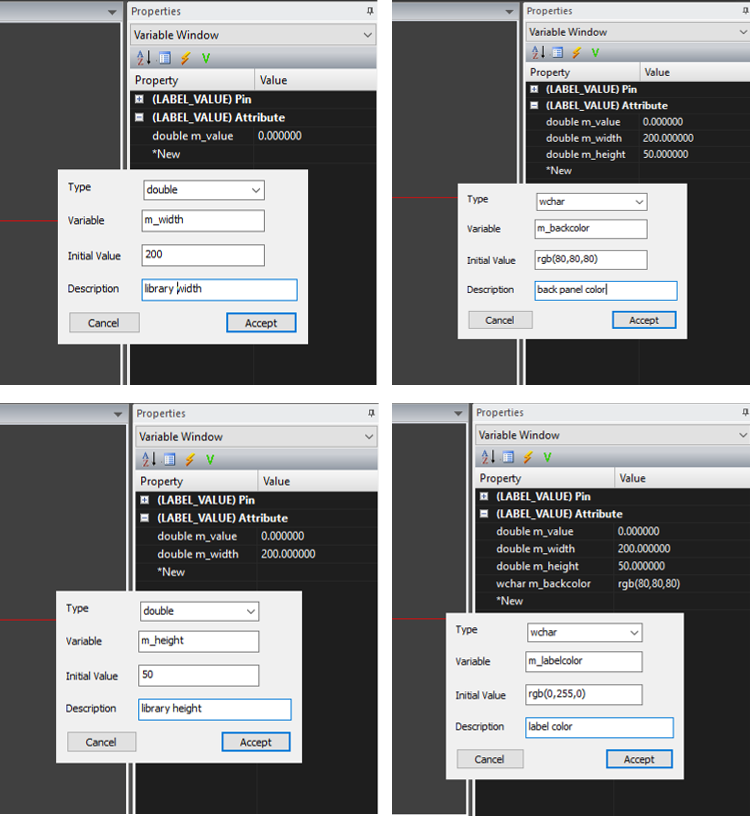 Properties
Variable Window
Property Value
(LABEL_VALUE) Pin
(LABEL_VALUE) Attribute
double m_value 0.000000
*New
Type double
Variable m_width
Initial Value 200
Description library width
Cancel Accept
Properties
Variable Window
Property Value
(LABEL_VALUE) Pin
(LABEL_VALUE) Attribute
double m_value 0.000000
double m_width 200.000000
double m_height 50.000000
*New
Type wchar
Variable m_backcolor
Initial Value rgb(80,80,80)
Description back panel color
Cancel Accept
Properties
Variable Window
Property Value
(LABEL_VALUE) Pin
(LABEL_VALUE) Attribute
double m_value 0.000000
double m_width 200.000000
*New
Type double
Variable m_height
Initial Value 50
Description library height
Cancel Accept
Properties
Variable Window
Property Value
(LABEL_VALUE) Pin
(LABEL_VALUE) Attribute
double m_value 0.000000
double m_width 200.000000
double m_height 50.000000
wchar m_backcolor rgb(80,80,80)
*New
Type wchar
Variable m_labelcolor
Initial Value rgb(0,255,0)
Description label color
Cancel Accept